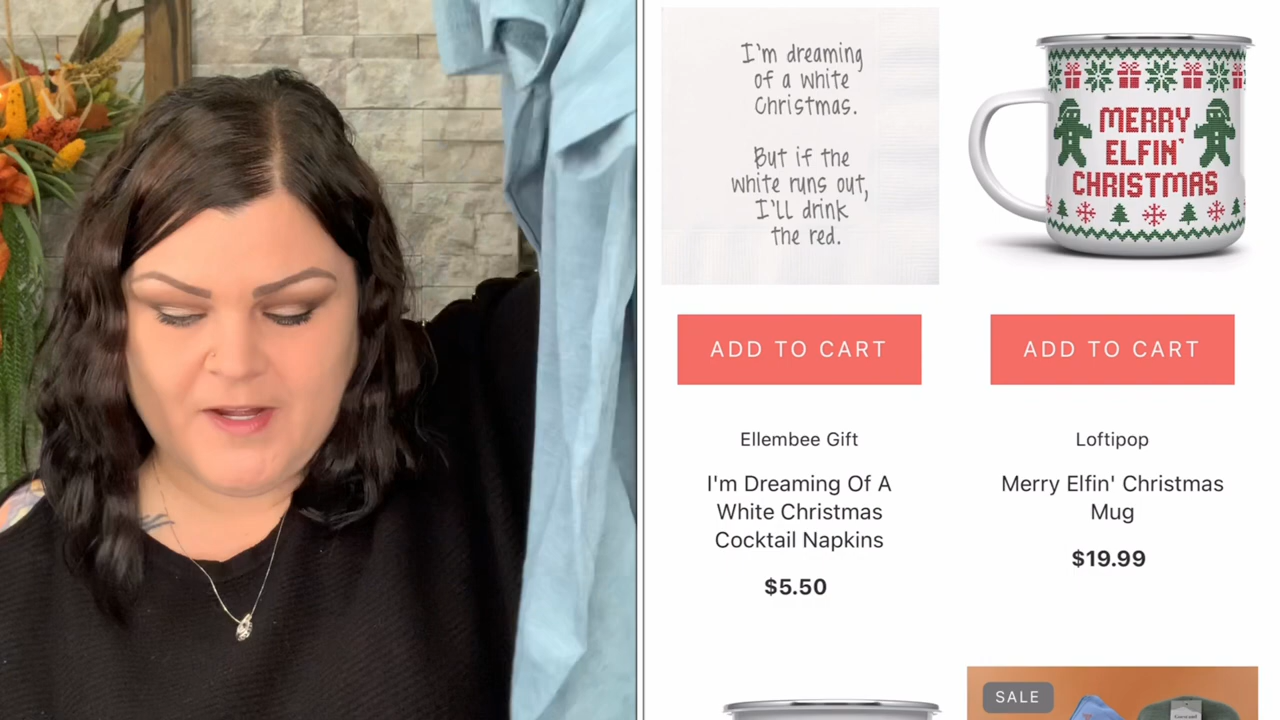 I'm dreaming
of a white
Christmas.
But if the
white runs out,
I'll drink
the red.
MERRY
ELFIN'
CHRISTMAS
ADD TO CART
ADD TO CART
Ellembee Gift
Loftipop
I'm Dreaming Of A
White Christmas
Cocktail Napkins
Merry Elfin' Christmas
Mug
$5.50
$19.99
SALE